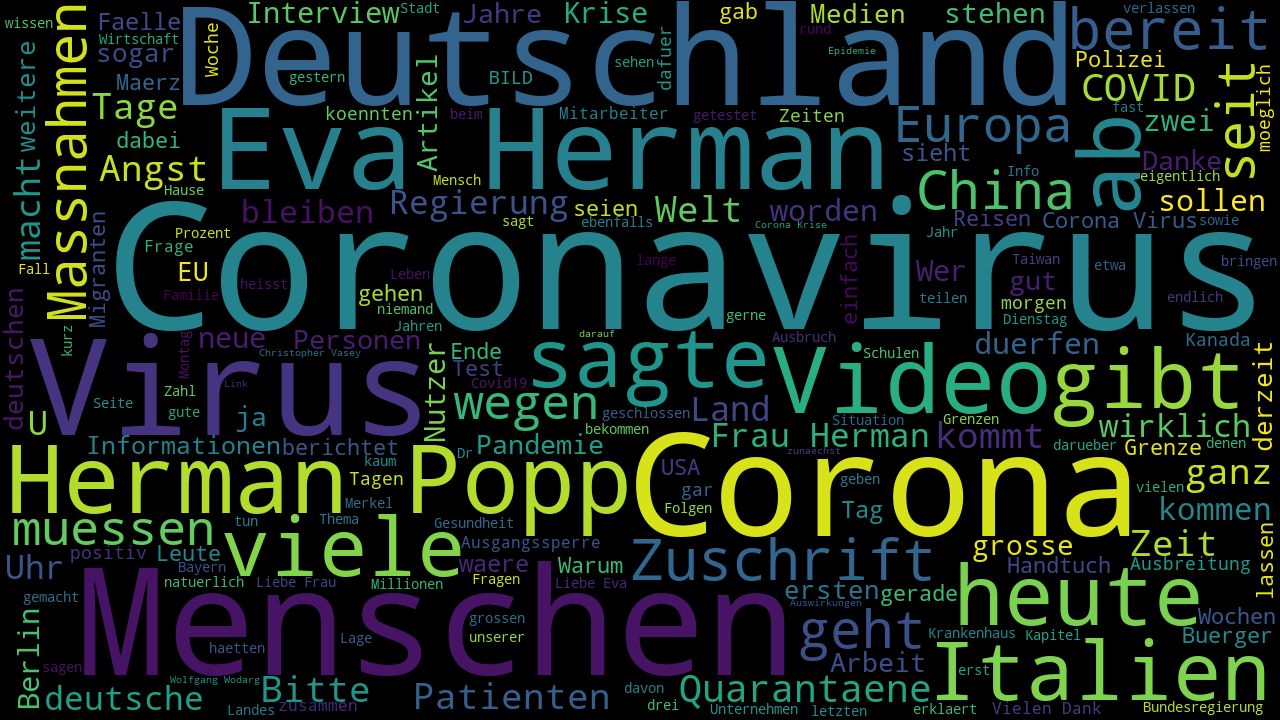 wissen
Faelle
Wirtschaft
sogar
Maerz
Tage
dabei
Angst
Hause
Massnahmen
weitere
macht
Woche
Interview
Stadt
Jahre
Krise
gab
Medien
stehen
verlassen
bereit
rund
Epidemie
Deutschland
gestern
BILD
sehen
dafuer
Polizei
COVID
fast
zwei
seit
moeglich
koennten
Artikel
beim
Mitarbeiter
getestet
Zeiten
Europa
sieht
Danke
eigentlich
Eva Herman
Mensch
Info
China
ab
sollen
bleiben
Regierung
sagt
seien
ebenfalls
Welt
worden
Corona Krise
Reisen
Corona Virus
sowie
Migranten
Prozent
Frage
EU
Fall
Familie
heisst
Leben
lange
einfach
Jahr
Wer
Taiwan
etwa
bringen
Coronavirus
gehen
niemand
Jahren
gerne
teilen
gut
morgen
Dienstag
endlich
deutschen
kurz
Montag
neue
Personen
darauf
Ausbruch
duerfen
Kanada
derzeit
Christopher Vasey
Link
Virus
Nutzer
Ende
Test
Covid19
sagte
Schulen
Video
gibt
Zahl
Seite
gute
ja
U
wegen
geschlossen
bekommen
Land
Situation
Grenzen
wirklich
Informationen
berichtet
Dr
Pandemie
Frau Herman
kommt
darueber
Grenze
denen
zunaechst
kaum
Tagen
USA
gar
geben
ganz
vielen
Herman Popp
Corona
Merkel
Folgen
Tag
kommen
muessen
tun
Thema
Gesundheit
viele
Ausgangssperre
grosse
Zeit
Uhr
positiv
Leute
Bayern
waere
Warum
Zuschrift
Handtuch
Ausbreitung
lassen
natuerlich
Liebe Frau
Millionen
Fragen
Liebe Eva
ersten
gerade
heute
gemacht
Auswirkungen
Wochen
Berlin
Menschen
grossen
unserer
geht
Krankenhaus
Kapitel
Buerger
haetten
Lage
Arbeit
erst
sagen
Wolfgang Wodarg
Italien
deutsche
Landes
zusammen
Bitte
Patienten
davon
drei
Quarantaene
Unternehmen
letzten
erklaert
Vielen Dank
Bundesregierung